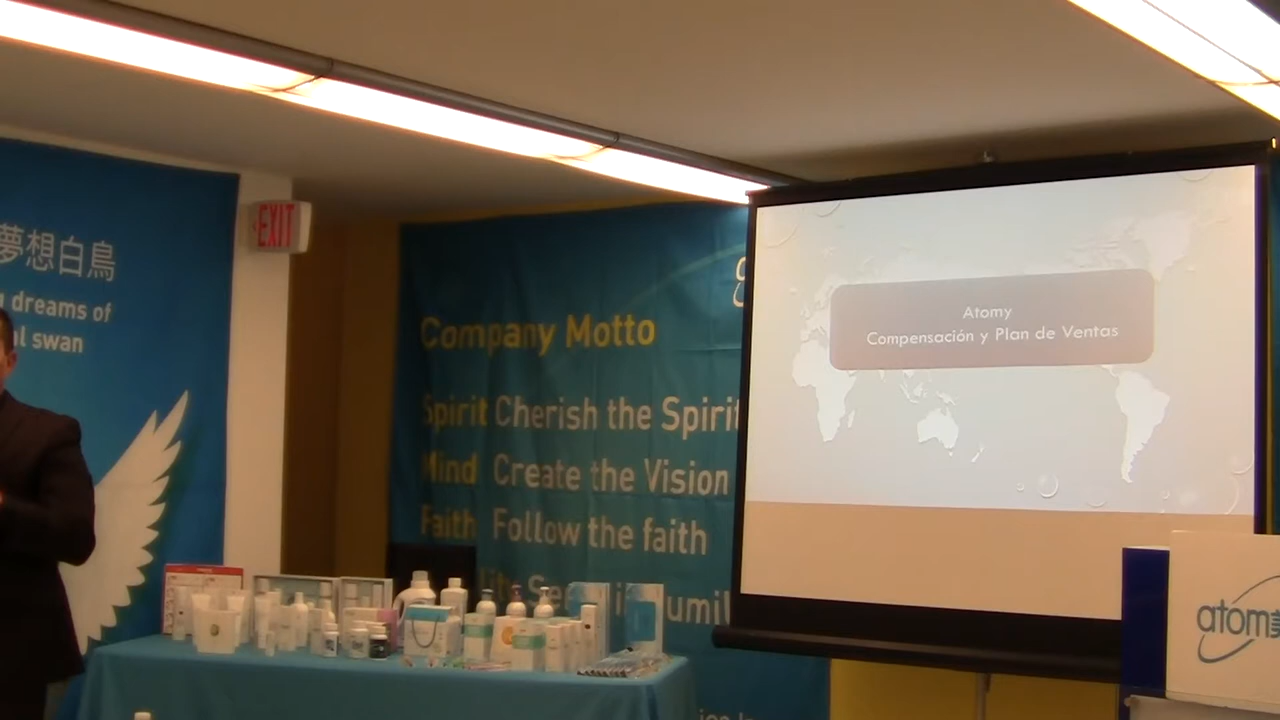 夢想白鳥
dreams of
swan
EXIT
Company Motto
Spirit Cherish the Spirit
Mind Create the Vision
Faith Follow the faith
Atomy
Compensación y Plan de Ventas
atom